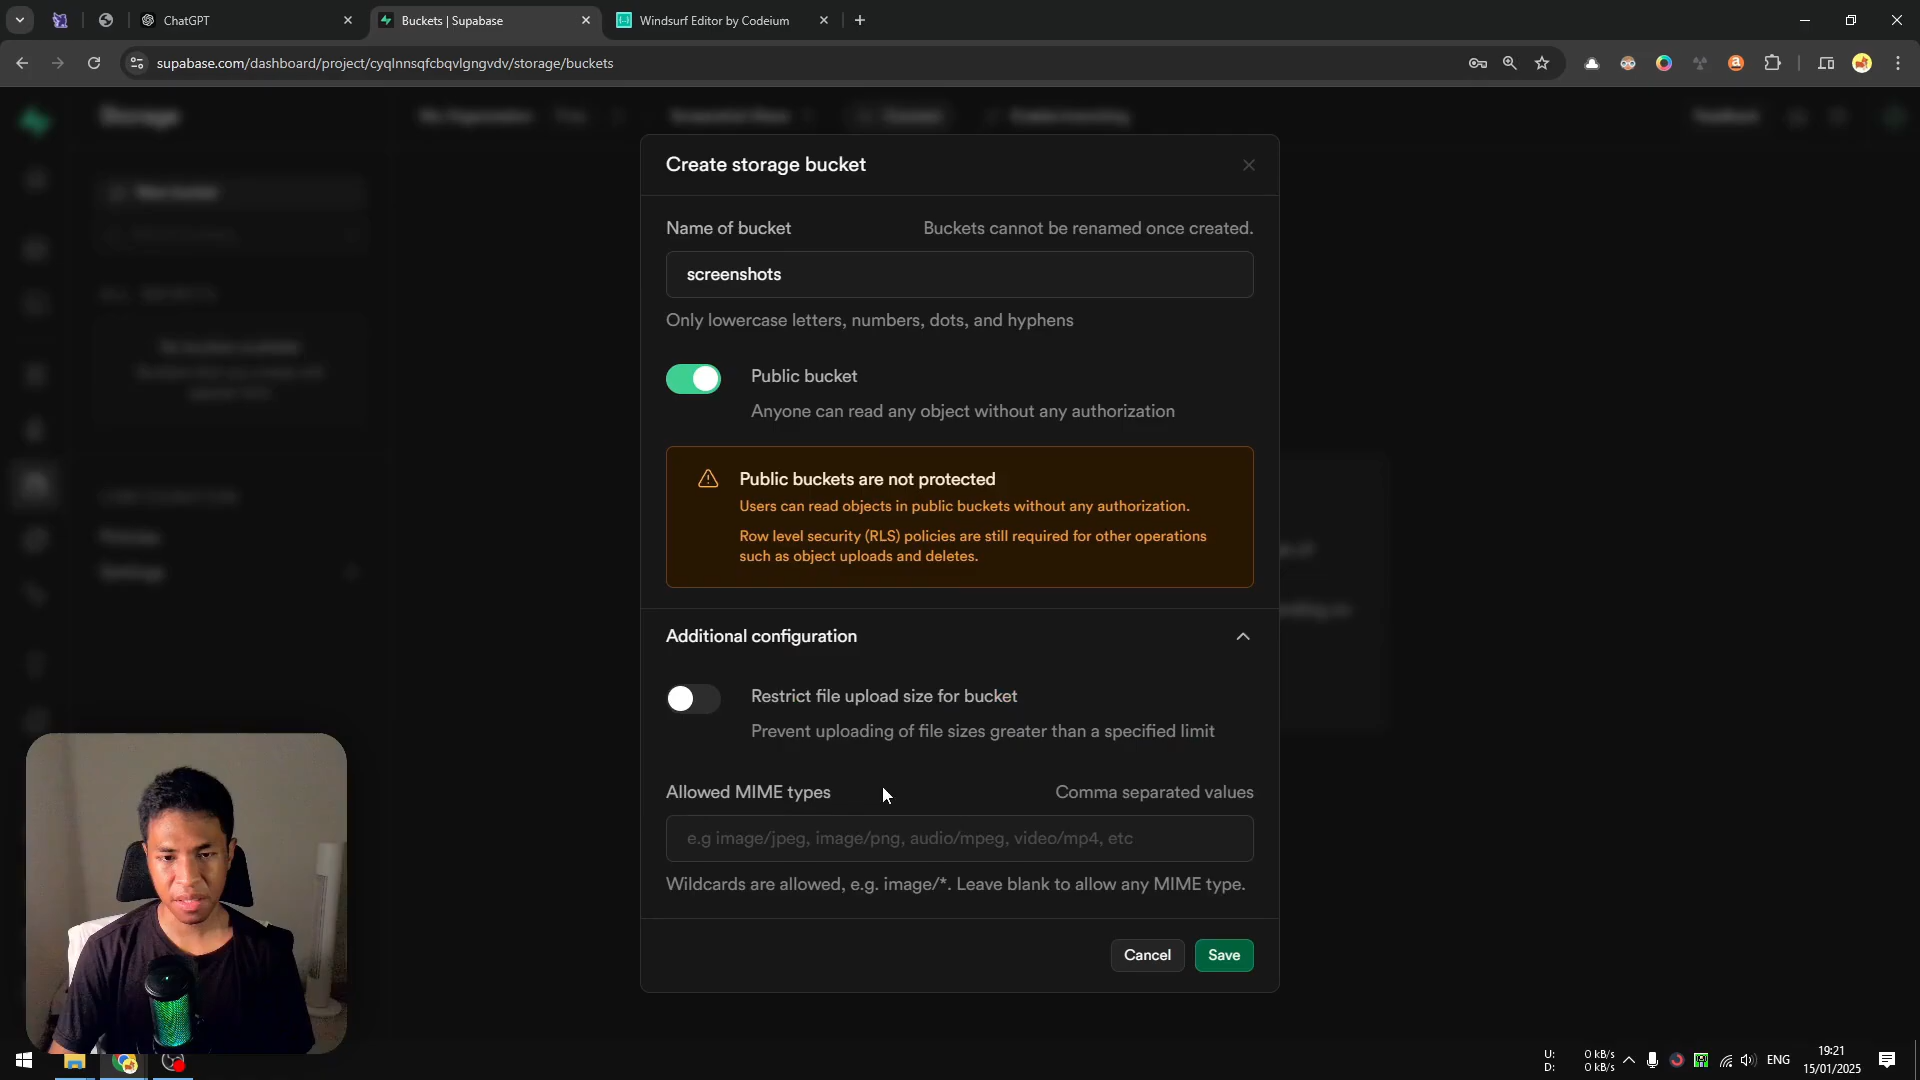 ChatGPT
Buckets | Supabase
Windsurf Editor by Codeium
supabase.com/dashboard/project/cyqlnnsqfcbqvlgngvdv/storage/buckets
Storage
Feedback
Create storage bucket
Name of bucket
Buckets cannot be renamed once created.
screenshots
Only lowercase letters, numbers, dots, and hyphens
Public bucket
Anyone can read any object without any authorization
Public buckets are not protected
Users can read objects in public buckets without any authorization.
Row level security (RLS) policies are still required for other operations
such as object uploads and deletes.
Additional configuration
Restrict file upload size for bucket
Prevent uploading of file sizes greater than a specified limit
Allowed MIME types
Comma separated values
e.g image/jpeg, image/png, audio/mpeg, video/mp4, etc
Wildcards are allowed, e.g. image/*. Leave blank to allow any MIME type.
Cancel
Save
U: 0 kB/s
D: 0 kB/s
ENG
19:21
15/01/2025